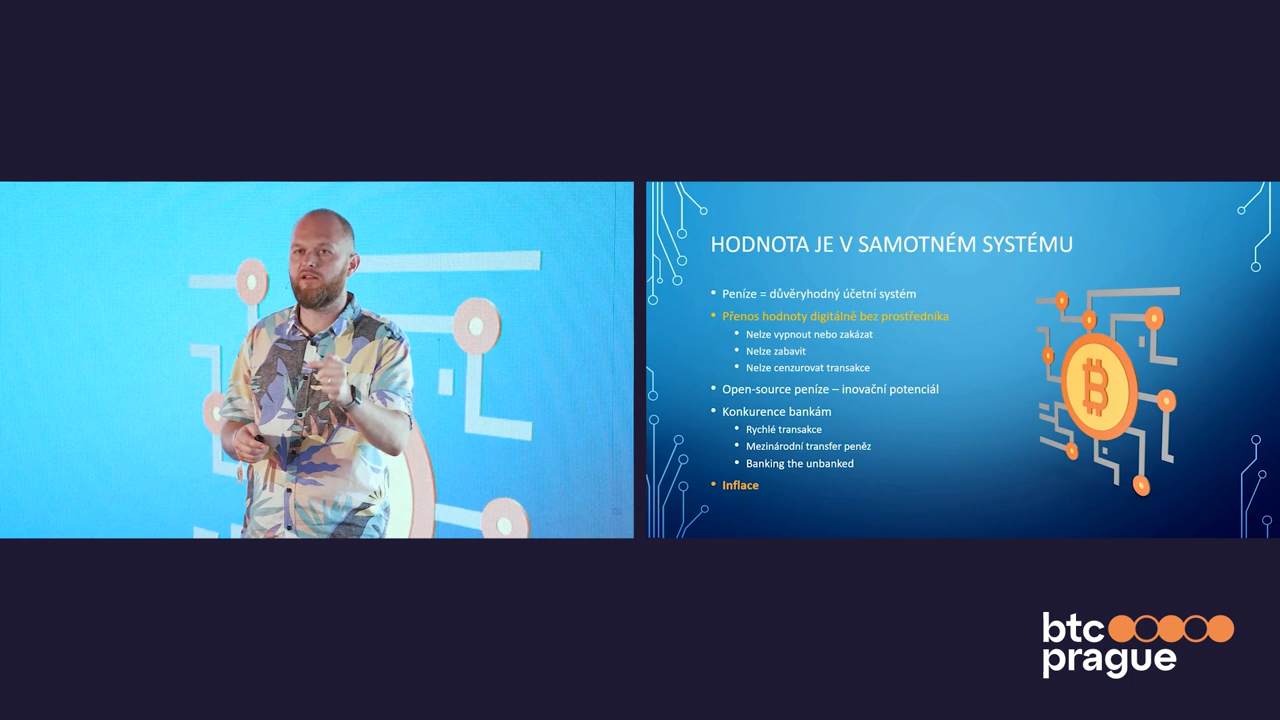 HODNOTA JE V SAMOTNÉM SYSTÉMU
• Peníze = důvěryhodný účetní systém
• Přenos hodnoty digitálně bez prostředníka
• Nelze vypnout nebo zakázat
• Nelze zabavit
• Nelze cenzurovat transakce
• Open-source peníze – inovační potenciál
• Konkurence bankám
• Rychlé transakce
• Mezinárodní transfer peněz
• Banking the unbanked
• Inflace
btc
prague